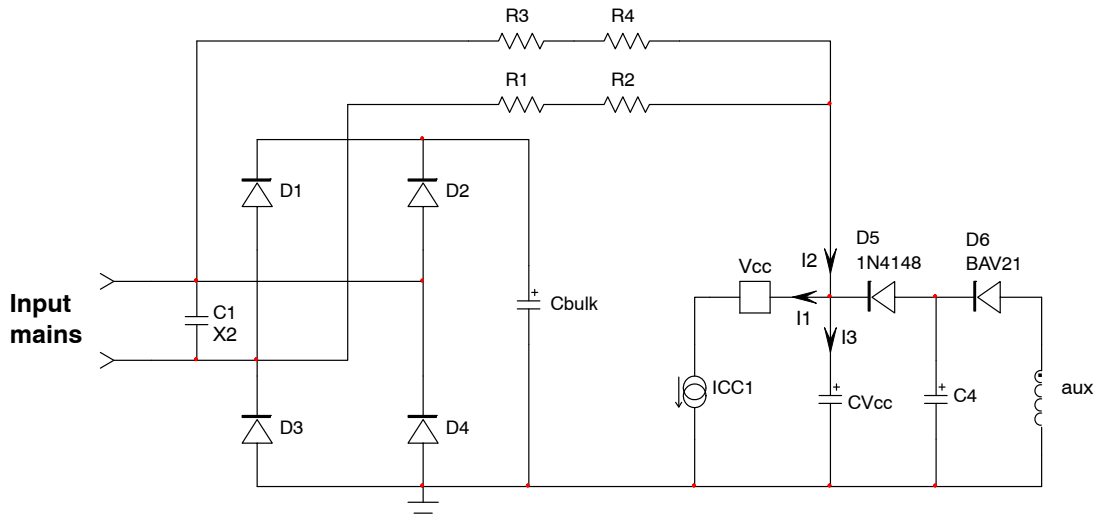 R3 R4
R1 R2
D1 D2
D5 D6
1N4148 BAV21
Vcc I2
Input
mains
C1
X2
Cbulk
+
I1
I3
ICC1
+
CVcc
+
C4
aux
D3 D4